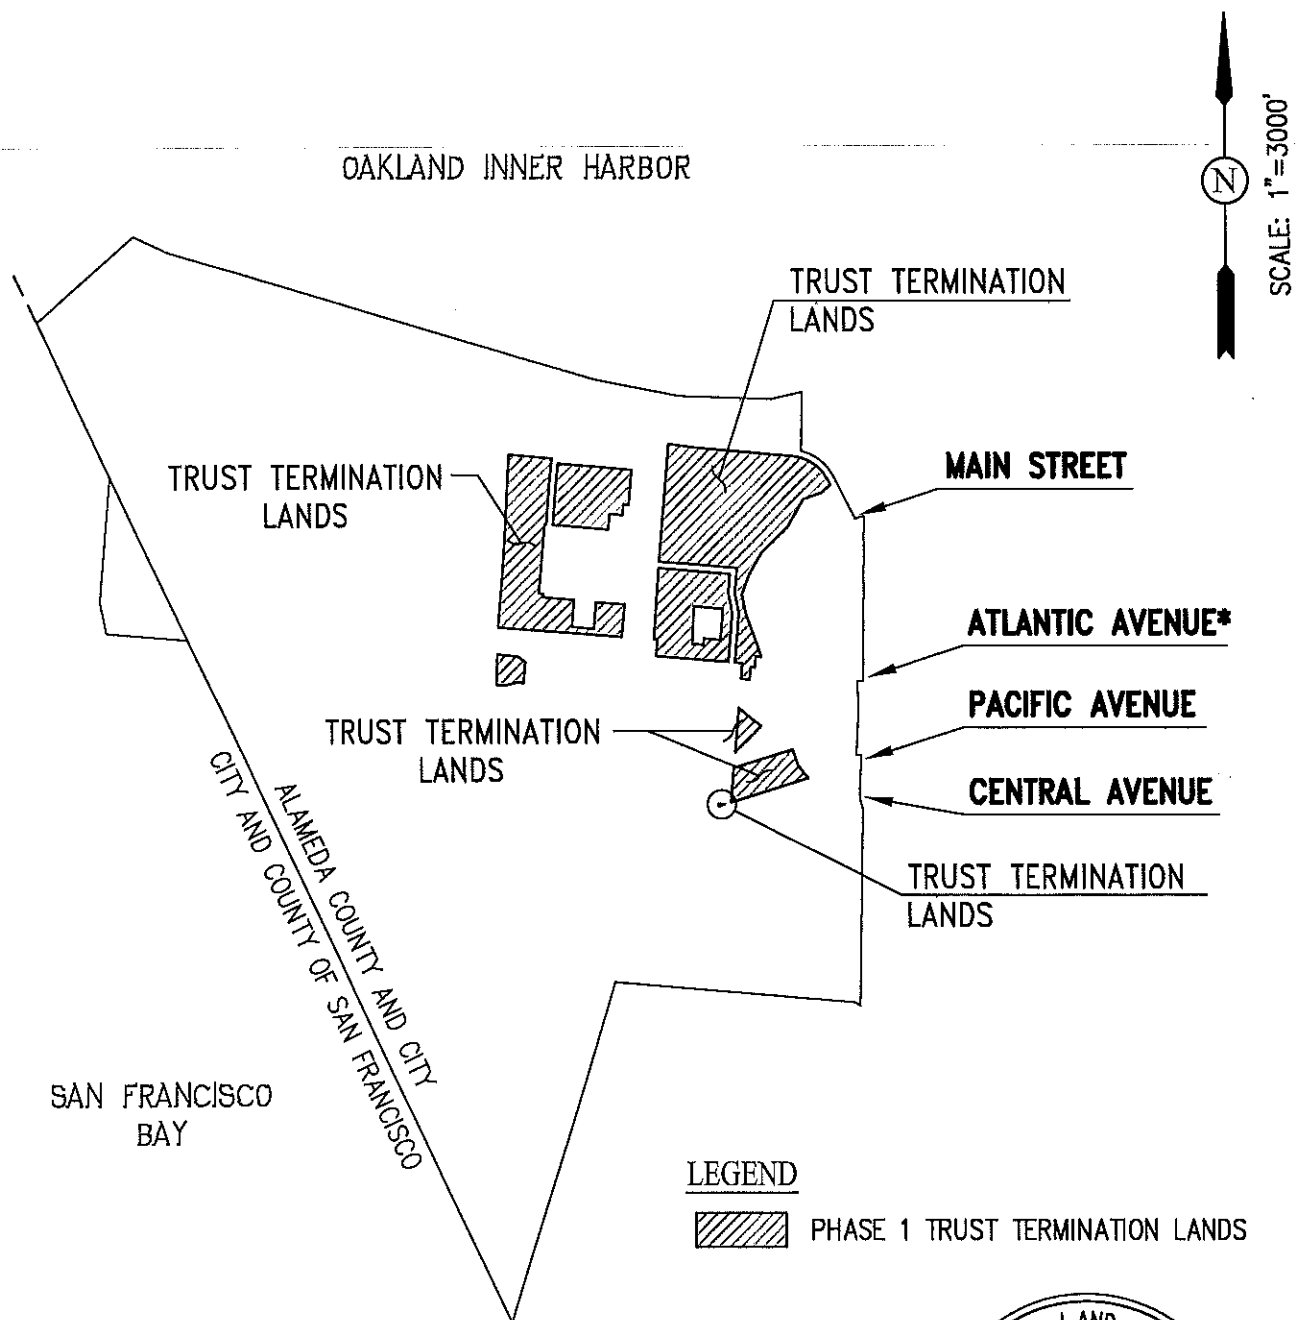 OAKLAND INNER HARBOR
N
SCALE: 1"=3000'
TRUST TERMINATION
LANDS
TRUST TERMINATION
LANDS
MAIN STREET
ATLANTIC AVENUE*
PACIFIC AVENUE
TRUST TERMINATION
LANDS
CENTRAL AVENUE
TRUST TERMINATION
LANDS
ALAMEDA COUNTY AND CITY
CITY AND COUNTY OF SAN FRANCISCO
SAN FRANCISCO
BAY
LEGEND
PHASE 1 TRUST TERMINATION LANDS
LAND